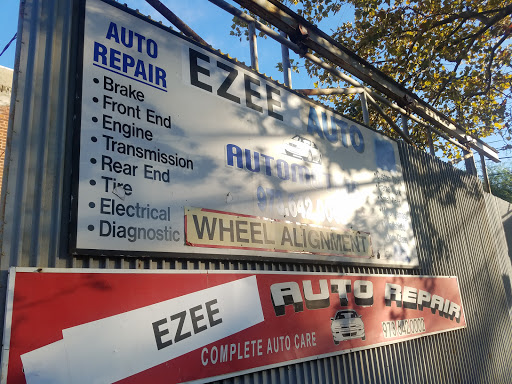 AUTO
REPAIR
• Brake
• Front End
• Engine
• Transmission
• Rear End
• Tire
• Electrical
• Diagnostic
EZEE AUTO
WHEEL ALIGNMENT
EZEE
AUTO REPAIR
COMPLETE AUTO CARE